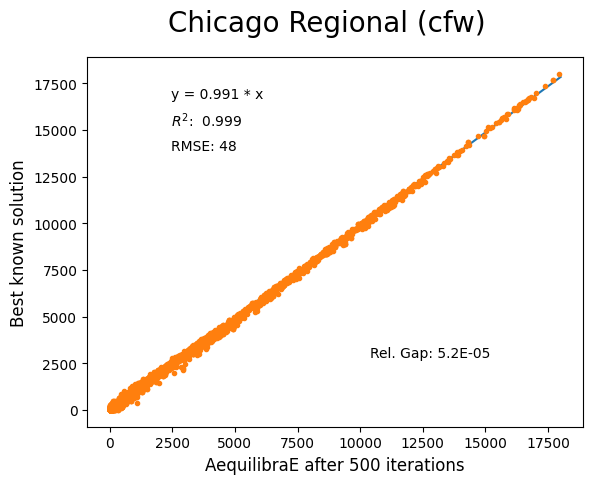 Chicago Regional (cfw)
y = 0.991 * x
R²: 0.999
RMSE: 48
Rel. Gap: 5.2E-05
Best known solution
17500
15000
12500
10000
7500
5000
2500
0
0 2500 5000 7500 10000 12500 15000 17500
AequilibraE after 500 iterations